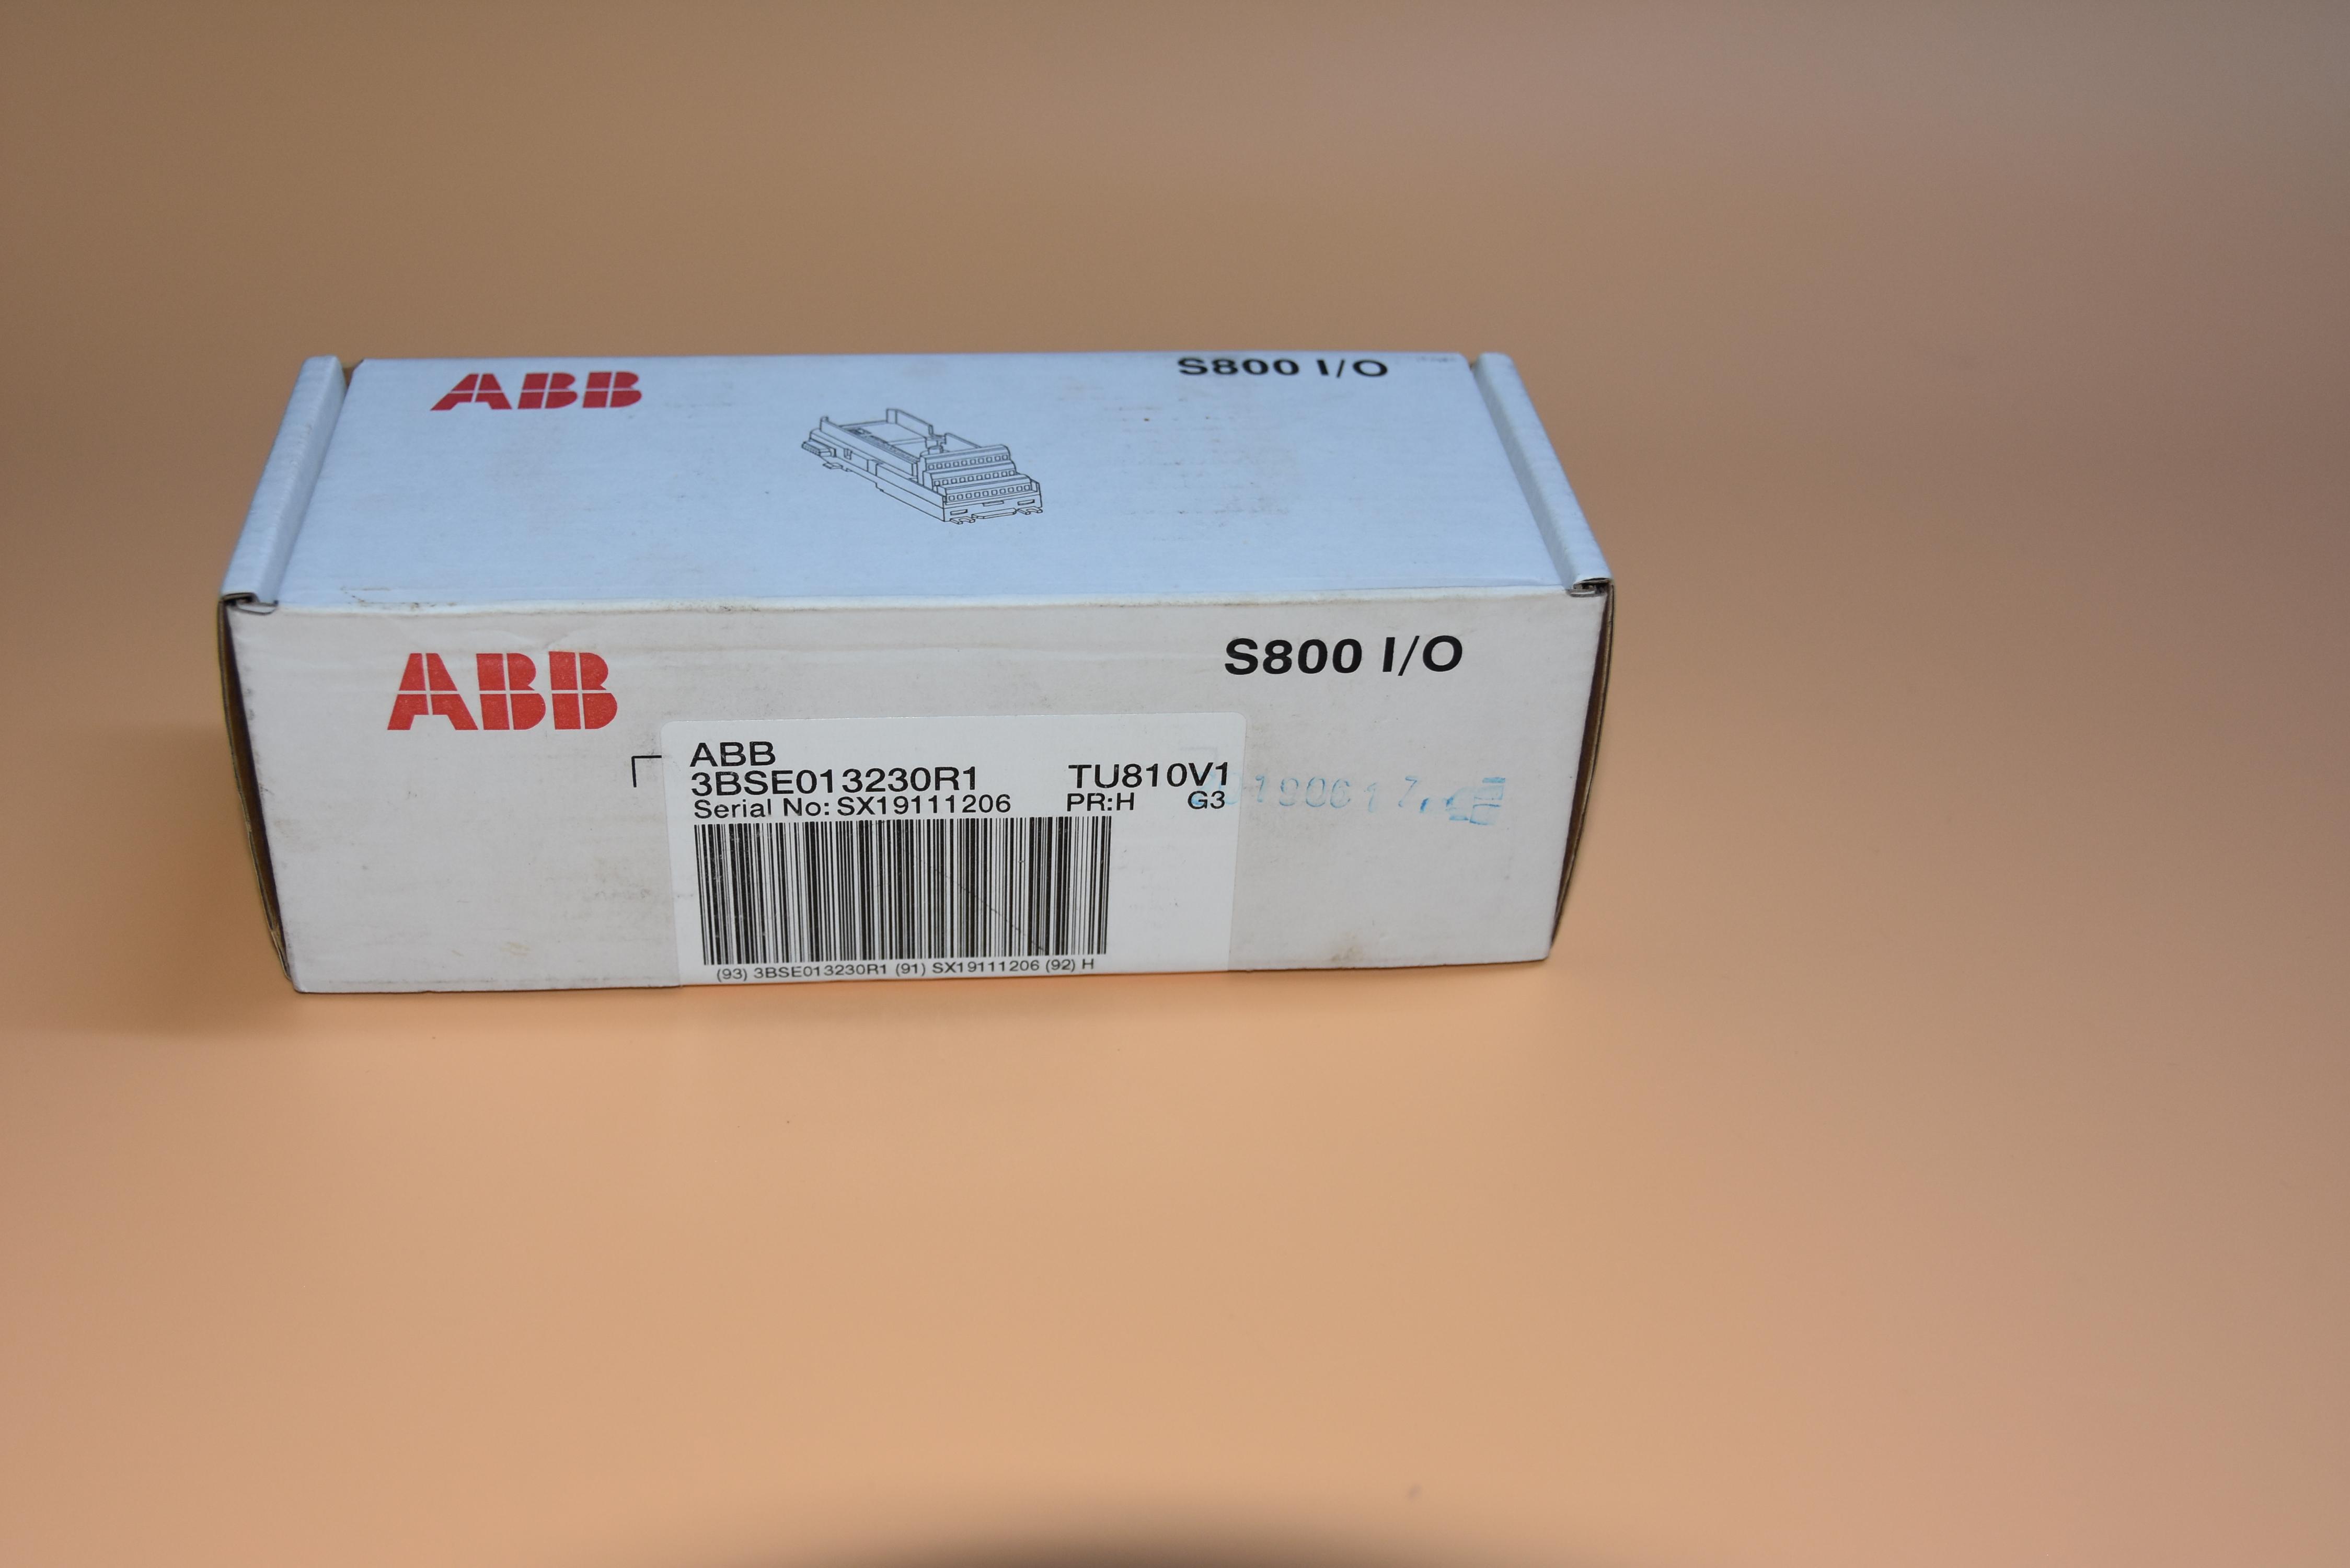 ABB
S800 I/O
ABB
S800 I/O
ABB
3BSE013230R1 TU810V1
Serial No: SX19111206 PR:H G3
(93) 3BSE013230R1 (91) SX19111206 (92) H